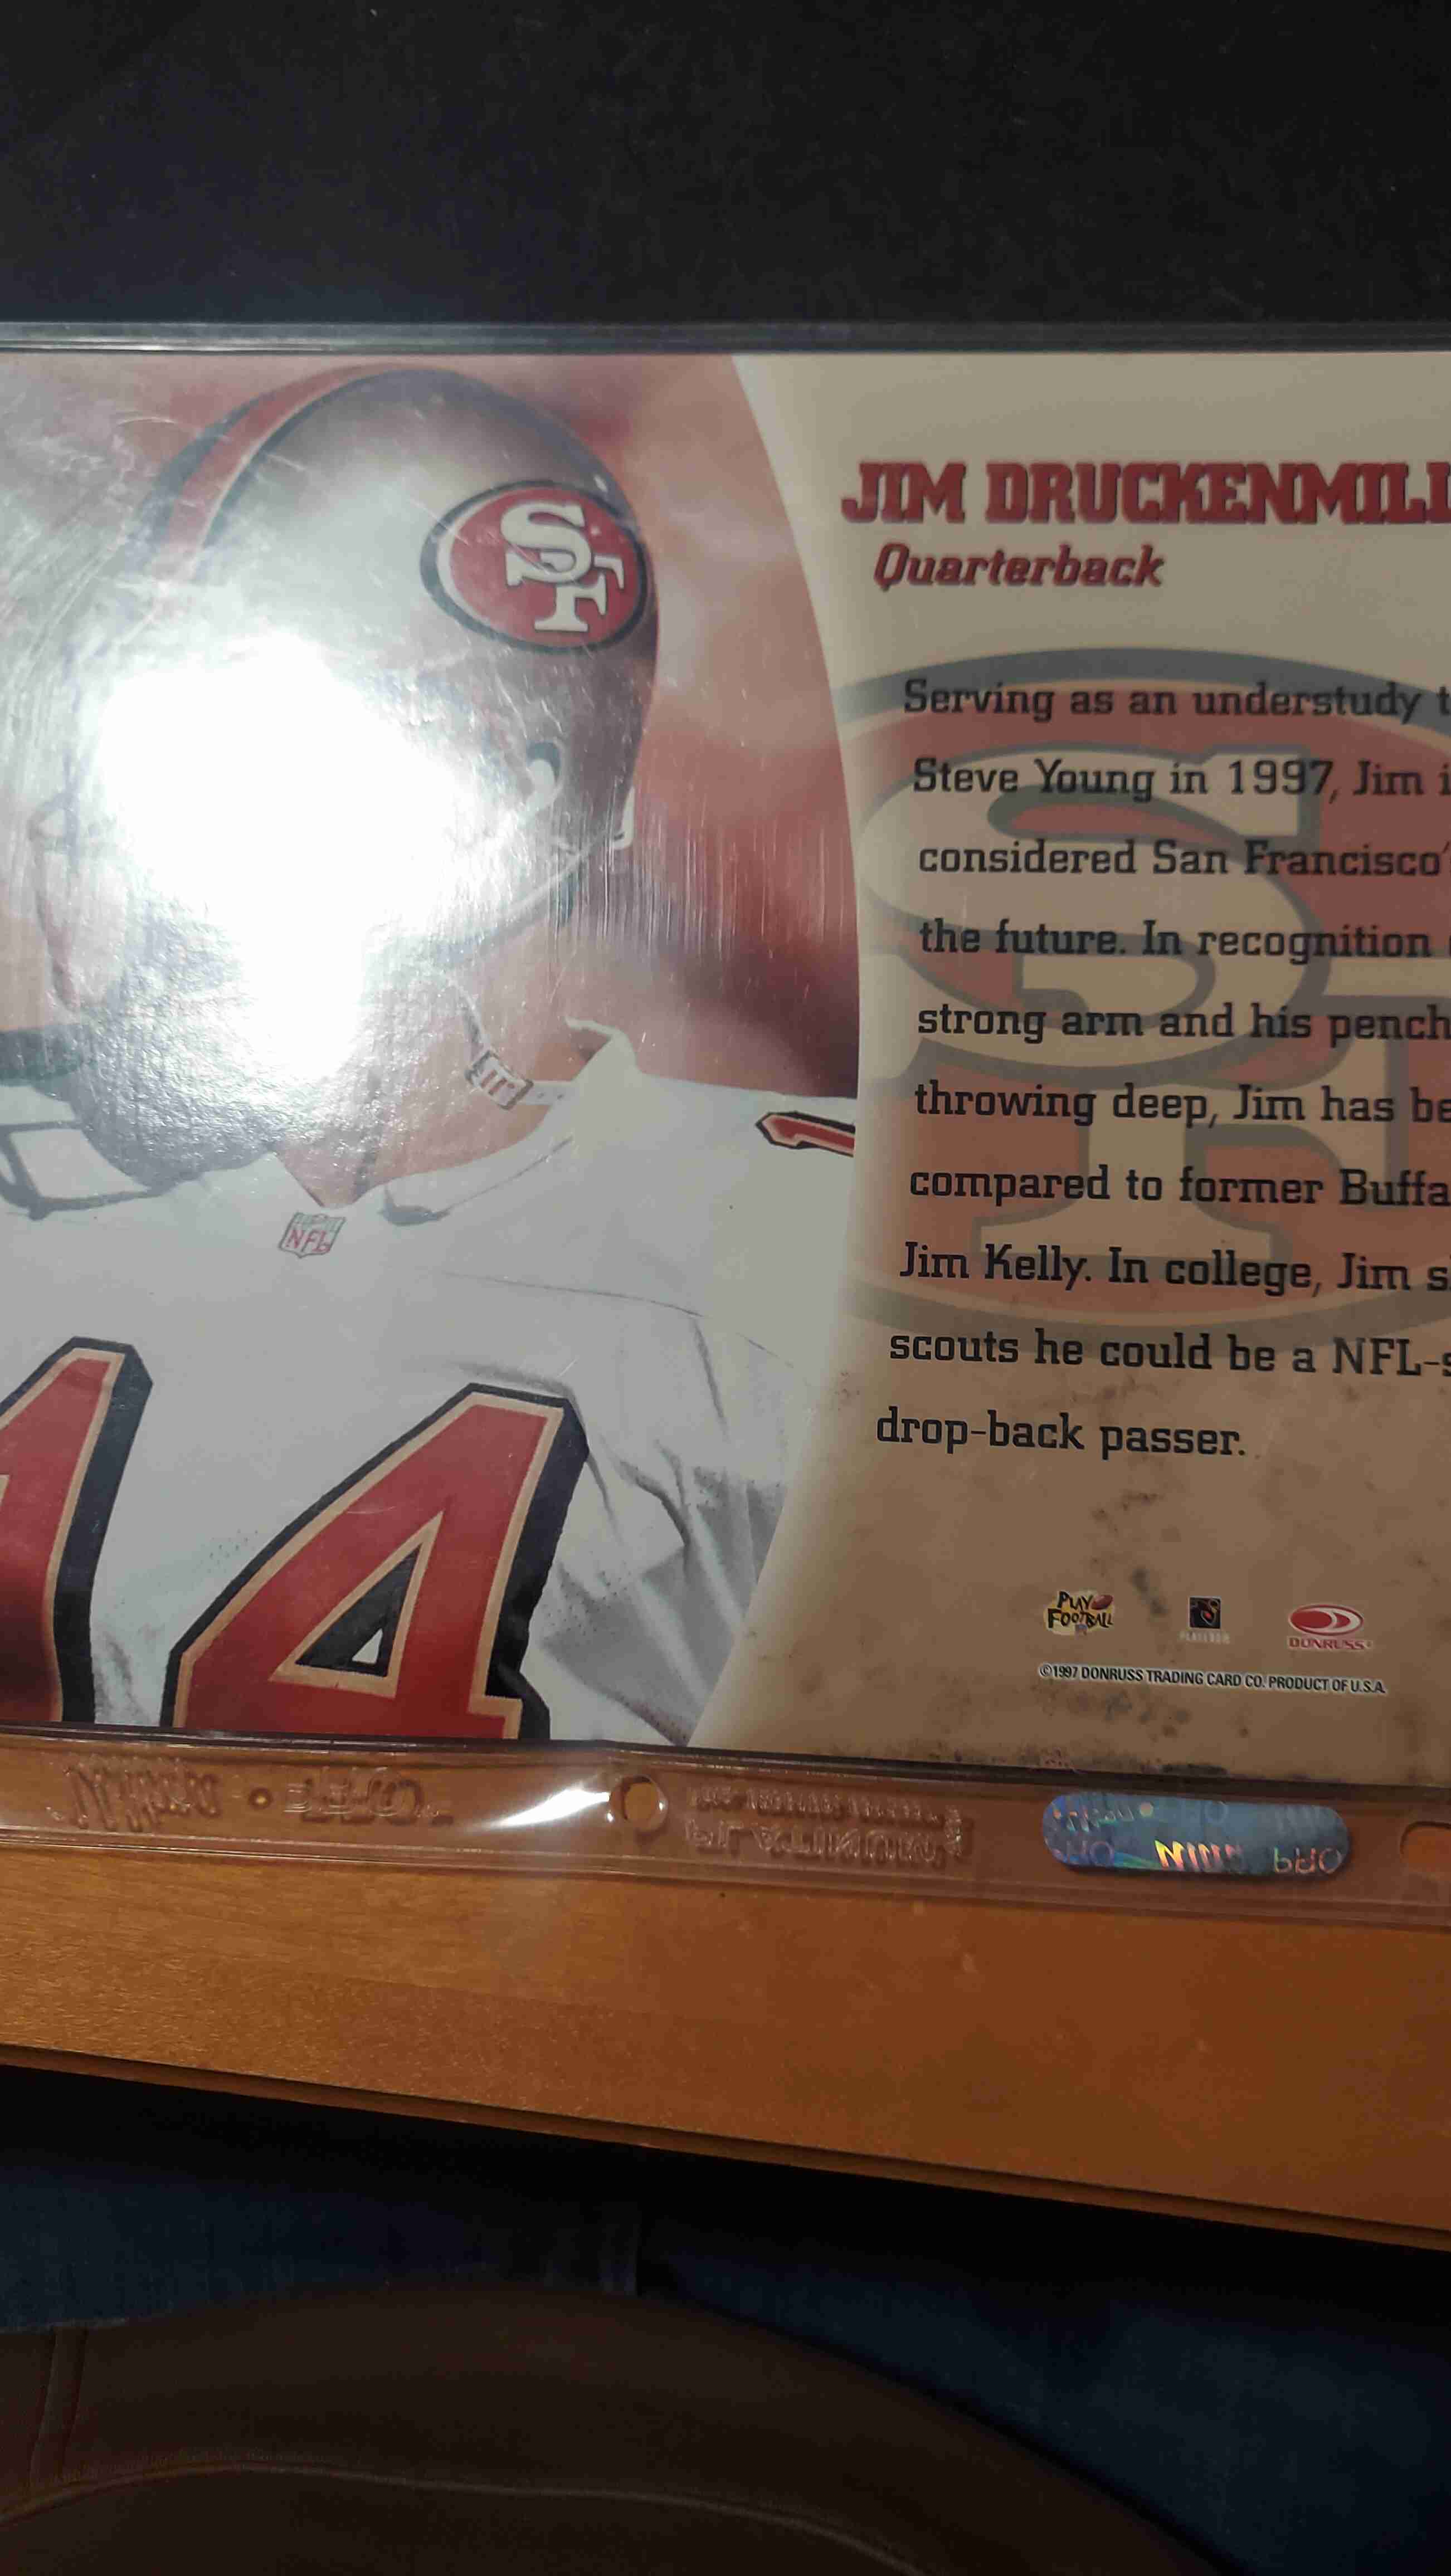 SF
JIM DRUCKENMILL
Quarterback
Serving as an understudy t
Steve Young in 1997, Jim i
considered San Francisco'
the future. In recognition
strong arm and his pench
throwing deep, Jim has be
compared to former Buffa
Jim Kelly. In college, Jim s
scouts he could be a NFL-s
drop-back passer.
NFL
14
PLAY
FOOTBALL
DONRUSS
©1997 DONRUSS TRADING CARD CO. PRODUCT OF U.S.A.